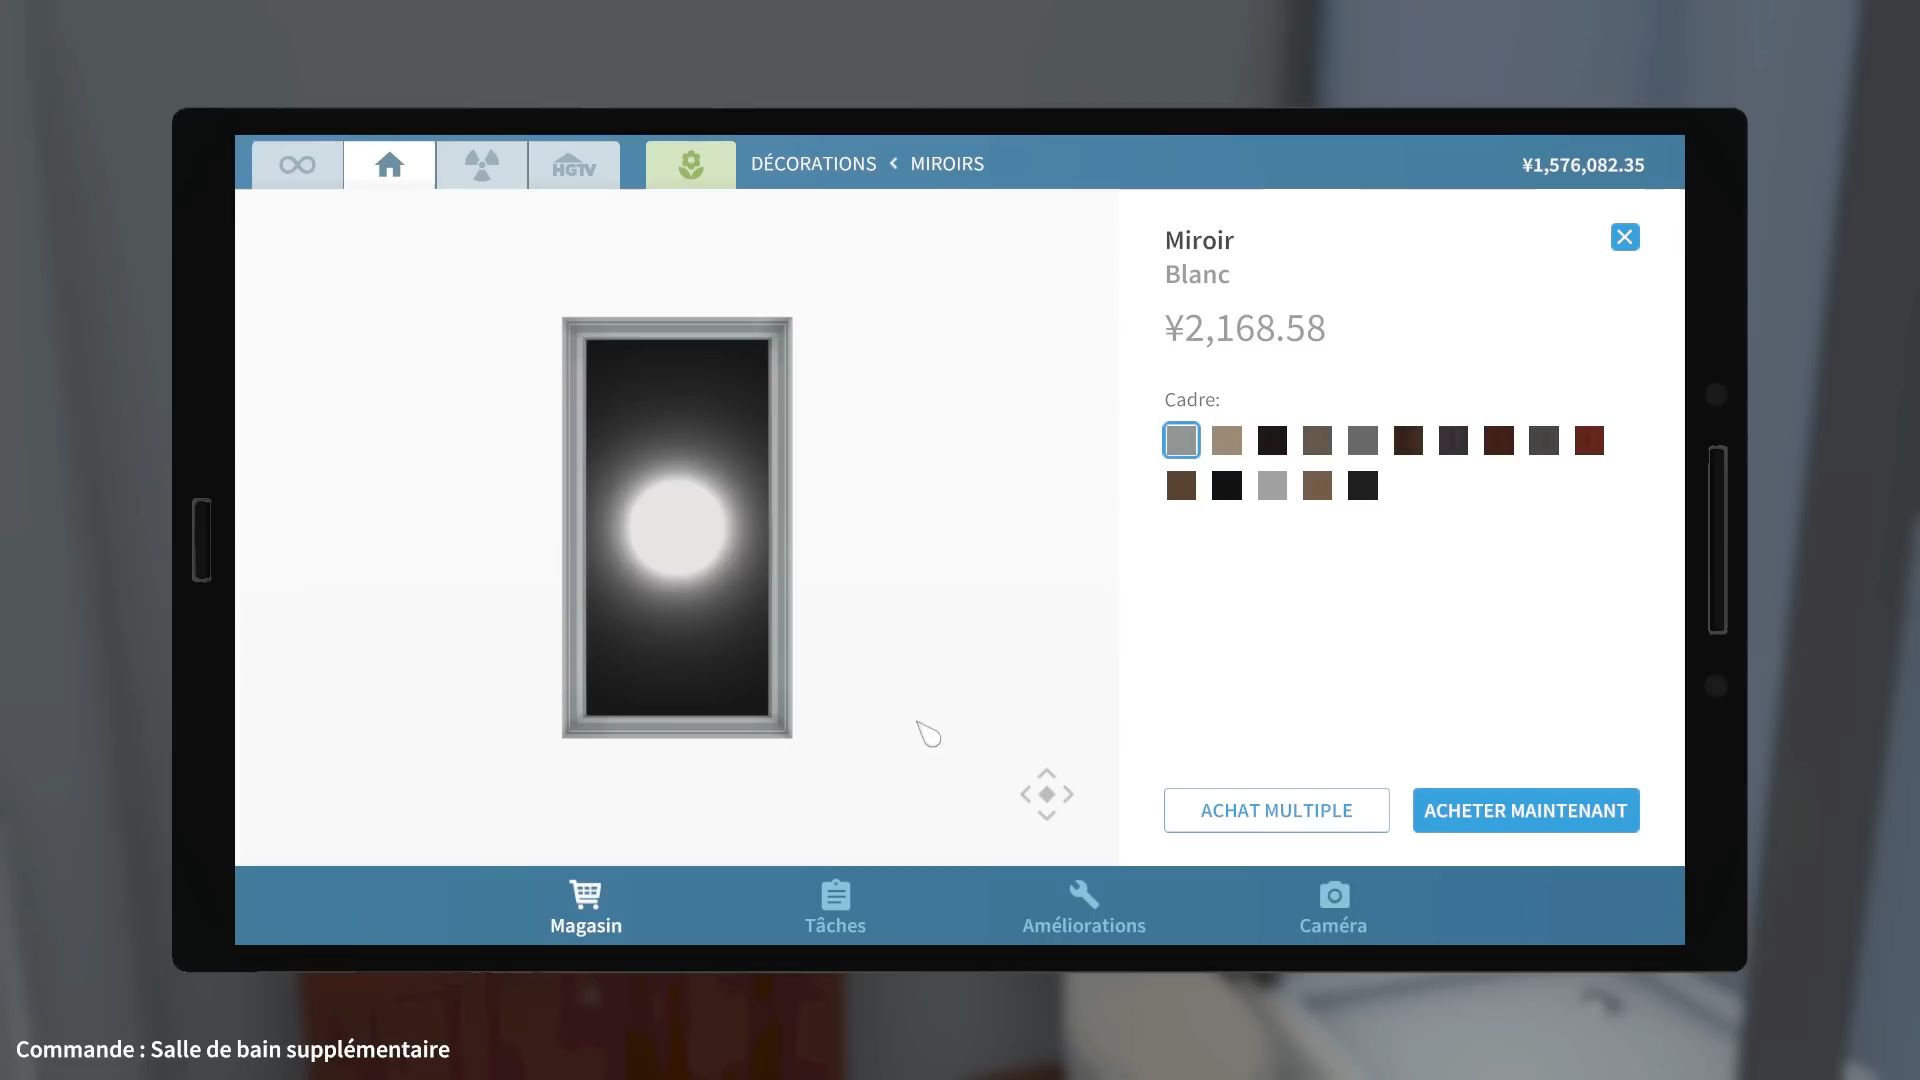 HGTV
DÉCORATIONS < MIROIRS
¥1,576,082.35
Miroir
Blanc
¥2,168.58
Cadre:
ACHAT MULTIPLE
ACHETER MAINTENANT
Magasin
Tâches
Améliorations
Caméra
Commande : Salle de bain supplémentaire